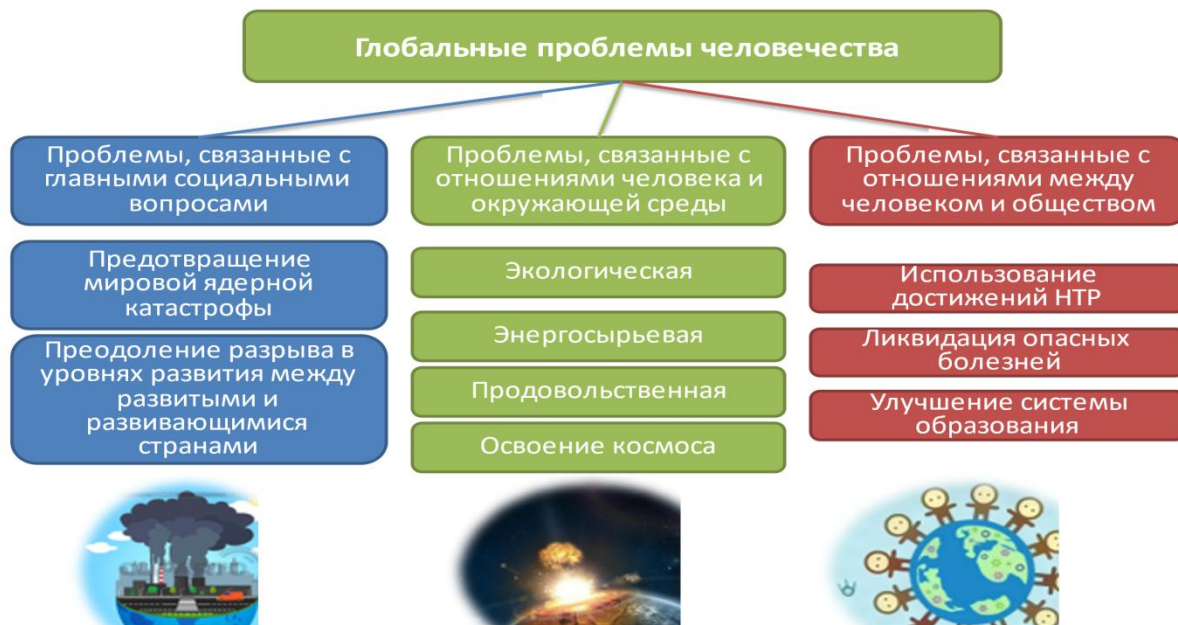 Глобальные проблемы человечества
Проблемы, связанные с
главными социальными
вопросами
Предотвращение
мировой ядерной
катастрофы
Преодоление разрыва в
уровнях развития между
развитыми и
развивающимися
странами
Проблемы, связанные с
отношениями человека и
окружающей среды
Экологическая
Энергосырьевая
Продовольственная
Освоение космоса
Проблемы, связанные с
отношениями между
человеком и обществом
Использование
достижений НТР
Ликвидация опасных
болезней
Улучшение системы
образования